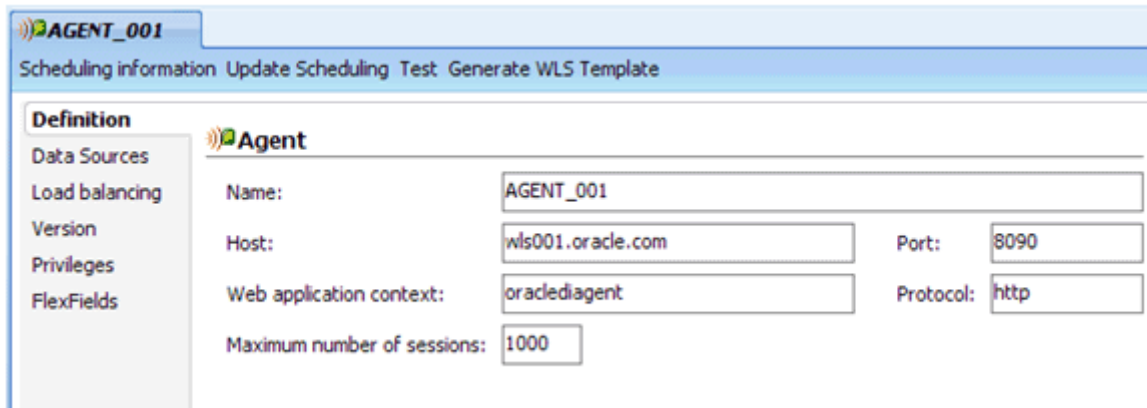 AGENT_001
Scheduling information Update Scheduling Test Generate WLS Template
Definition
Data Sources
Load balancing
Version
Privileges
FlexFields
Agent
Name: AGENT_001
Host: wls001.oracle.com Port: 8090
Web application context: oraclediagent Protocol: http
Maximum number of sessions: 1000